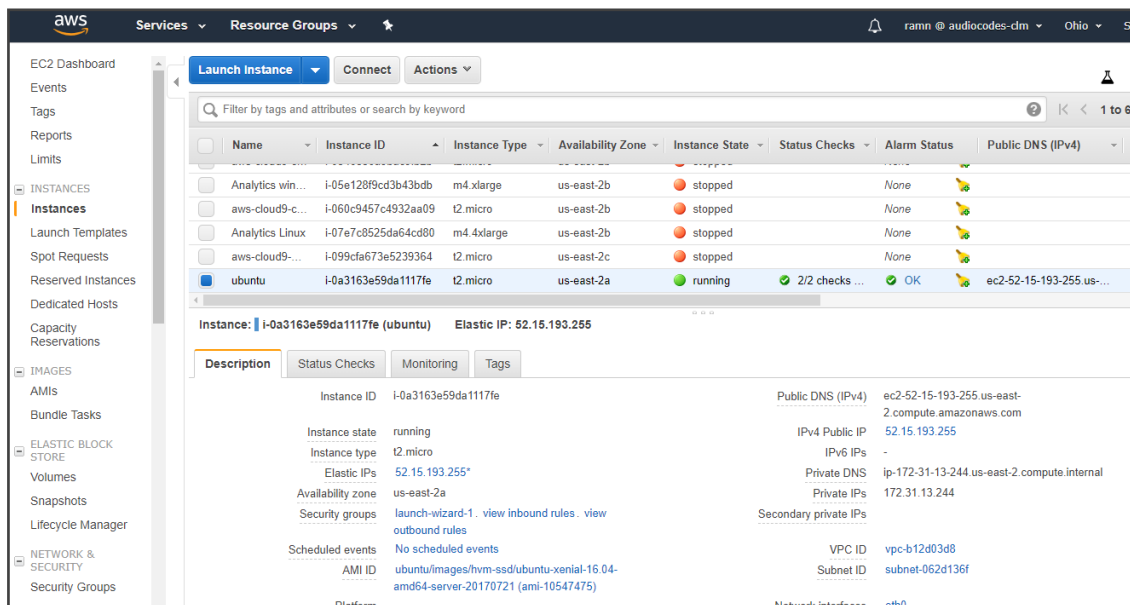 aws Services Resource Groups ramn @ audiocodes-clm Ohio S
EC2 Dashboard
Events
Tags
Reports
Limits
INSTANCES
Instances
Launch Templates
Spot Requests
Reserved Instances
Dedicated Hosts
Capacity
Reservations
IMAGES
AMIs
Bundle Tasks
ELASTIC BLOCK
STORE
Volumes
Snapshots
Lifecycle Manager
NETWORK &
SECURITY
Security Groups
Launch Instance Connect Actions
Filter by tags and attributes or search by keyword 1 to 6
Name Instance ID Instance Type Availability Zone Instance State Status Checks Alarm Status Public DNS (IPv4)
Analytics win... i-05e128f9cd3b43bdb m4.xlarge us-east-2b stopped None
aws-cloud9-c... i-060c9457c4932aa09 t2.micro us-east-2b stopped None
Analytics Linux i-07e7c8525da64cd80 m4.4xlarge us-east-2b stopped None
aws-cloud9-... i-099cfa673e5239364 t2.micro us-east-2c stopped None
ubuntu i-0a3163e59da1117fe t2.micro us-east-2a running 2/2 checks ... OK ec2-52-15-193-255.us-...
Instance: i-0a3163e59da1117fe (ubuntu) Elastic IP: 52.15.193.255
Description Status Checks Monitoring Tags
Instance ID i-0a3163e59da1117fe
Instance state running
Instance type t2.micro
Elastic IPs 52.15.193.255*
Availability zone us-east-2a
Security groups launch-wizard-1. view inbound rules. view
outbound rules
Scheduled events No scheduled events
AMI ID ubuntu/images/hvm-ssd/ubuntu-xenial-16.04-
amd64-server-20170721 (ami-10547475)
Platform
Public DNS (IPv4) ec2-52-15-193-255.us-east-
2.compute.amazonaws.com
IPv4 Public IP 52.15.193.255
IPv6 IPs -
Private DNS ip-172-31-13-244.us-east-2.compute.internal
Private IPs 172.31.13.244
Secondary private IPs
VPC ID vpc-b12d03d8
Subnet ID subnet-062d136f
Network interfaces eth0